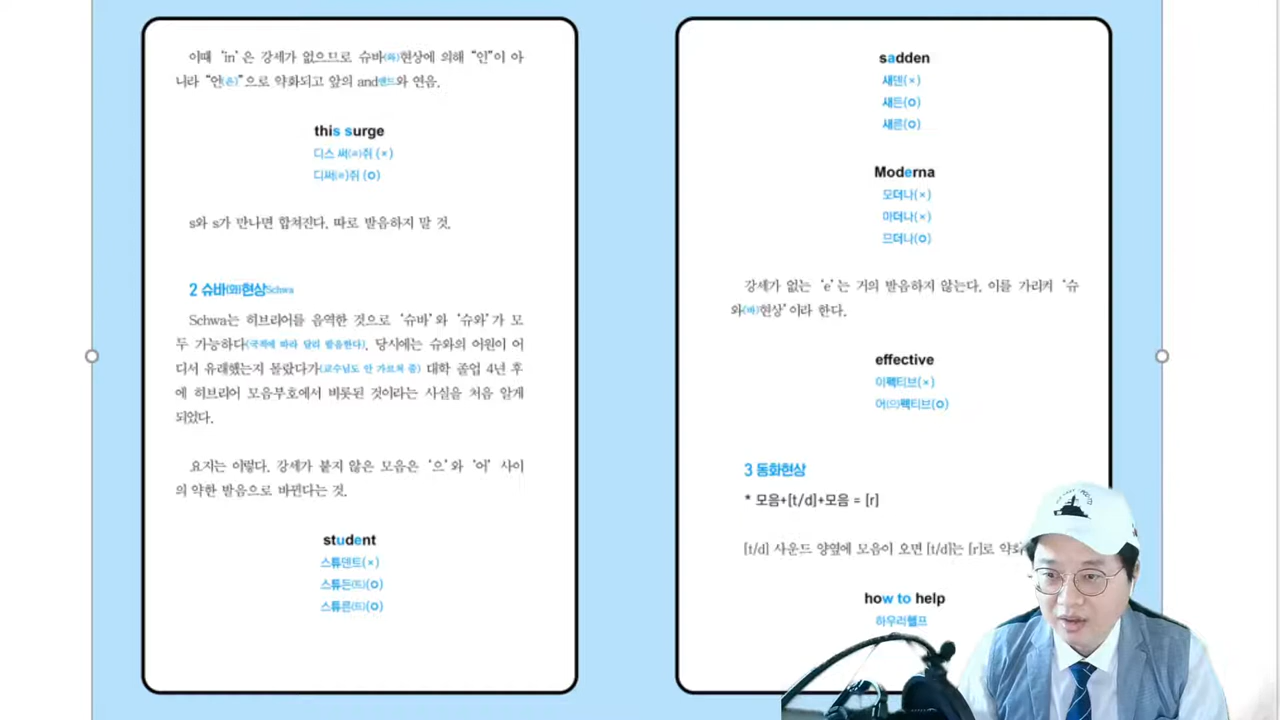 이때 'in'은 강세가 없으므로 슈바(와)현상에 의해 "인"이 아
니라 "언(은)"으로 약화되고 앞의 and앤드와 연음.
this surge
디스 써(ㄹ)쥐 (×)
디써(ㄹ)쥐 (O)
s와 s가 만나면 합쳐진다. 따로 발음하지 말 것.
2 슈바(와)현상Schwa
Schwa는 히브리어를 음역한 것으로 '슈바'와 '슈와'가 모
두 가능하다(국적에 따라 달리 발음한다). 당시에는 슈와의 어원이 어
디서 유래했는지 몰랐다가(교수님도 안 가르쳐 줌) 대학 졸업 4년 후
에 히브리어 모음부호에서 비롯된 것이라는 사실을 처음 알게
되었다.
요지는 이렇다. 강세가 붙지 않은 모음은 '으'와 '어' 사이
의 약한 발음으로 바뀐다는 것.
student
스튜덴트(×)
스튜든(트)(O)
스튜른(트)(O)
sadden
새덴(×)
새든(O)
새른(O)
Moderna
모더나(×)
마더나(×)
므더나(O)
강세가 없는 'e'는 거의 발음하지 않는다. 이를 가리켜 '슈
와(바)현상'이라 한다.
effective
이펙티브(×)
어(으)펙티브(O)
3 동화현상
* 모음+[t/d]+모음 = [r]
[t/d] 사운드 양옆에 모음이 오면 [t/d]는 [r]로 약화
how to help
하우러헬프